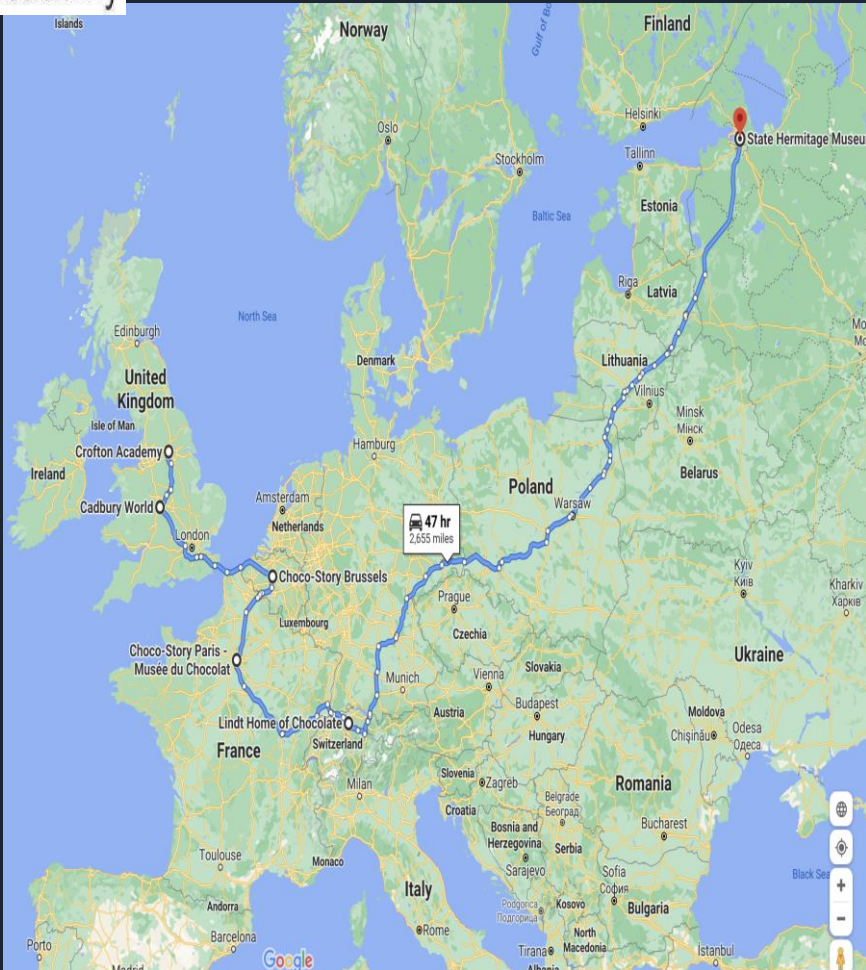 Islands
Norway
Gulf of Bo
Finland
Oslo
Helsinki
State Hermitage Museu
Stockholm
Tallinn
Estonia
Baltic Sea
Riga
Latvia
North Sea
Edinburgh
Denmark
Lithuania
Mo
Mo
United
Kingdom
Vilnius
Minsk
Мінск
Isle of Man
Crofton Academy
Hamburg
Ireland
Belarus
Poland
Cadbury World
Amsterdam
Netherlands
47 hr
2,655 miles
Warsaw
London
Choco-Story Brussels
Kyiv
Київ
Kharkiv
Харків
Prague
Luxembourg
Czechia
Choco-Story Paris -
Musée du Chocolat
Ukraine
Slovakia
Munich
Vienna
Budapest
Moldova
Lindt Home of Chocolate
Austria
Chișinău
Odesa
Одеса
Switzerland
Hungary
France
Slovenia
Zagreb
Milan
Romania
Croatia
Belgrade
Београд
Bucharest
Bosnia and
Herzegovina
Serbia
Toulouse
Monaco
Sarajevo
Sofia
София
Black Sea
Italy
Andorra
Podgorica
Подгорица
Kosovo
Bulgaria
Barcelona
Rome
North
Macedonia
Porto
Tirana
Istanbul
Madrid
Google
Albania